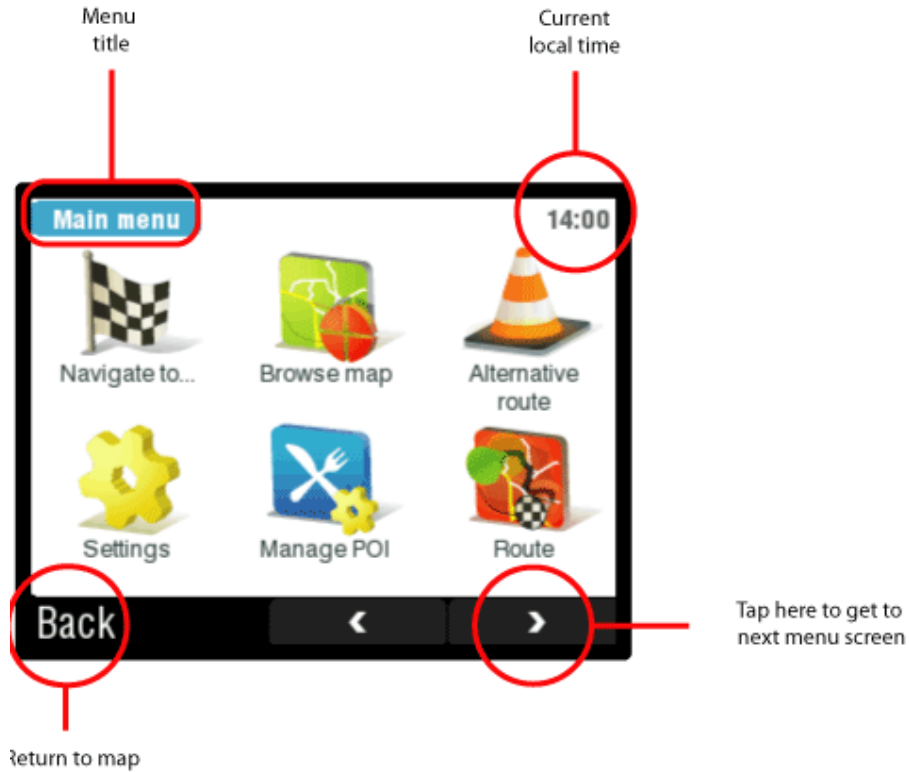 Menu
title
Current
local time
Main menu
14:00
Navigate to...
Browse map
Alternative
route
Settings
Manage POI
Route
Back
Tap here to get to
next menu screen
Return to map